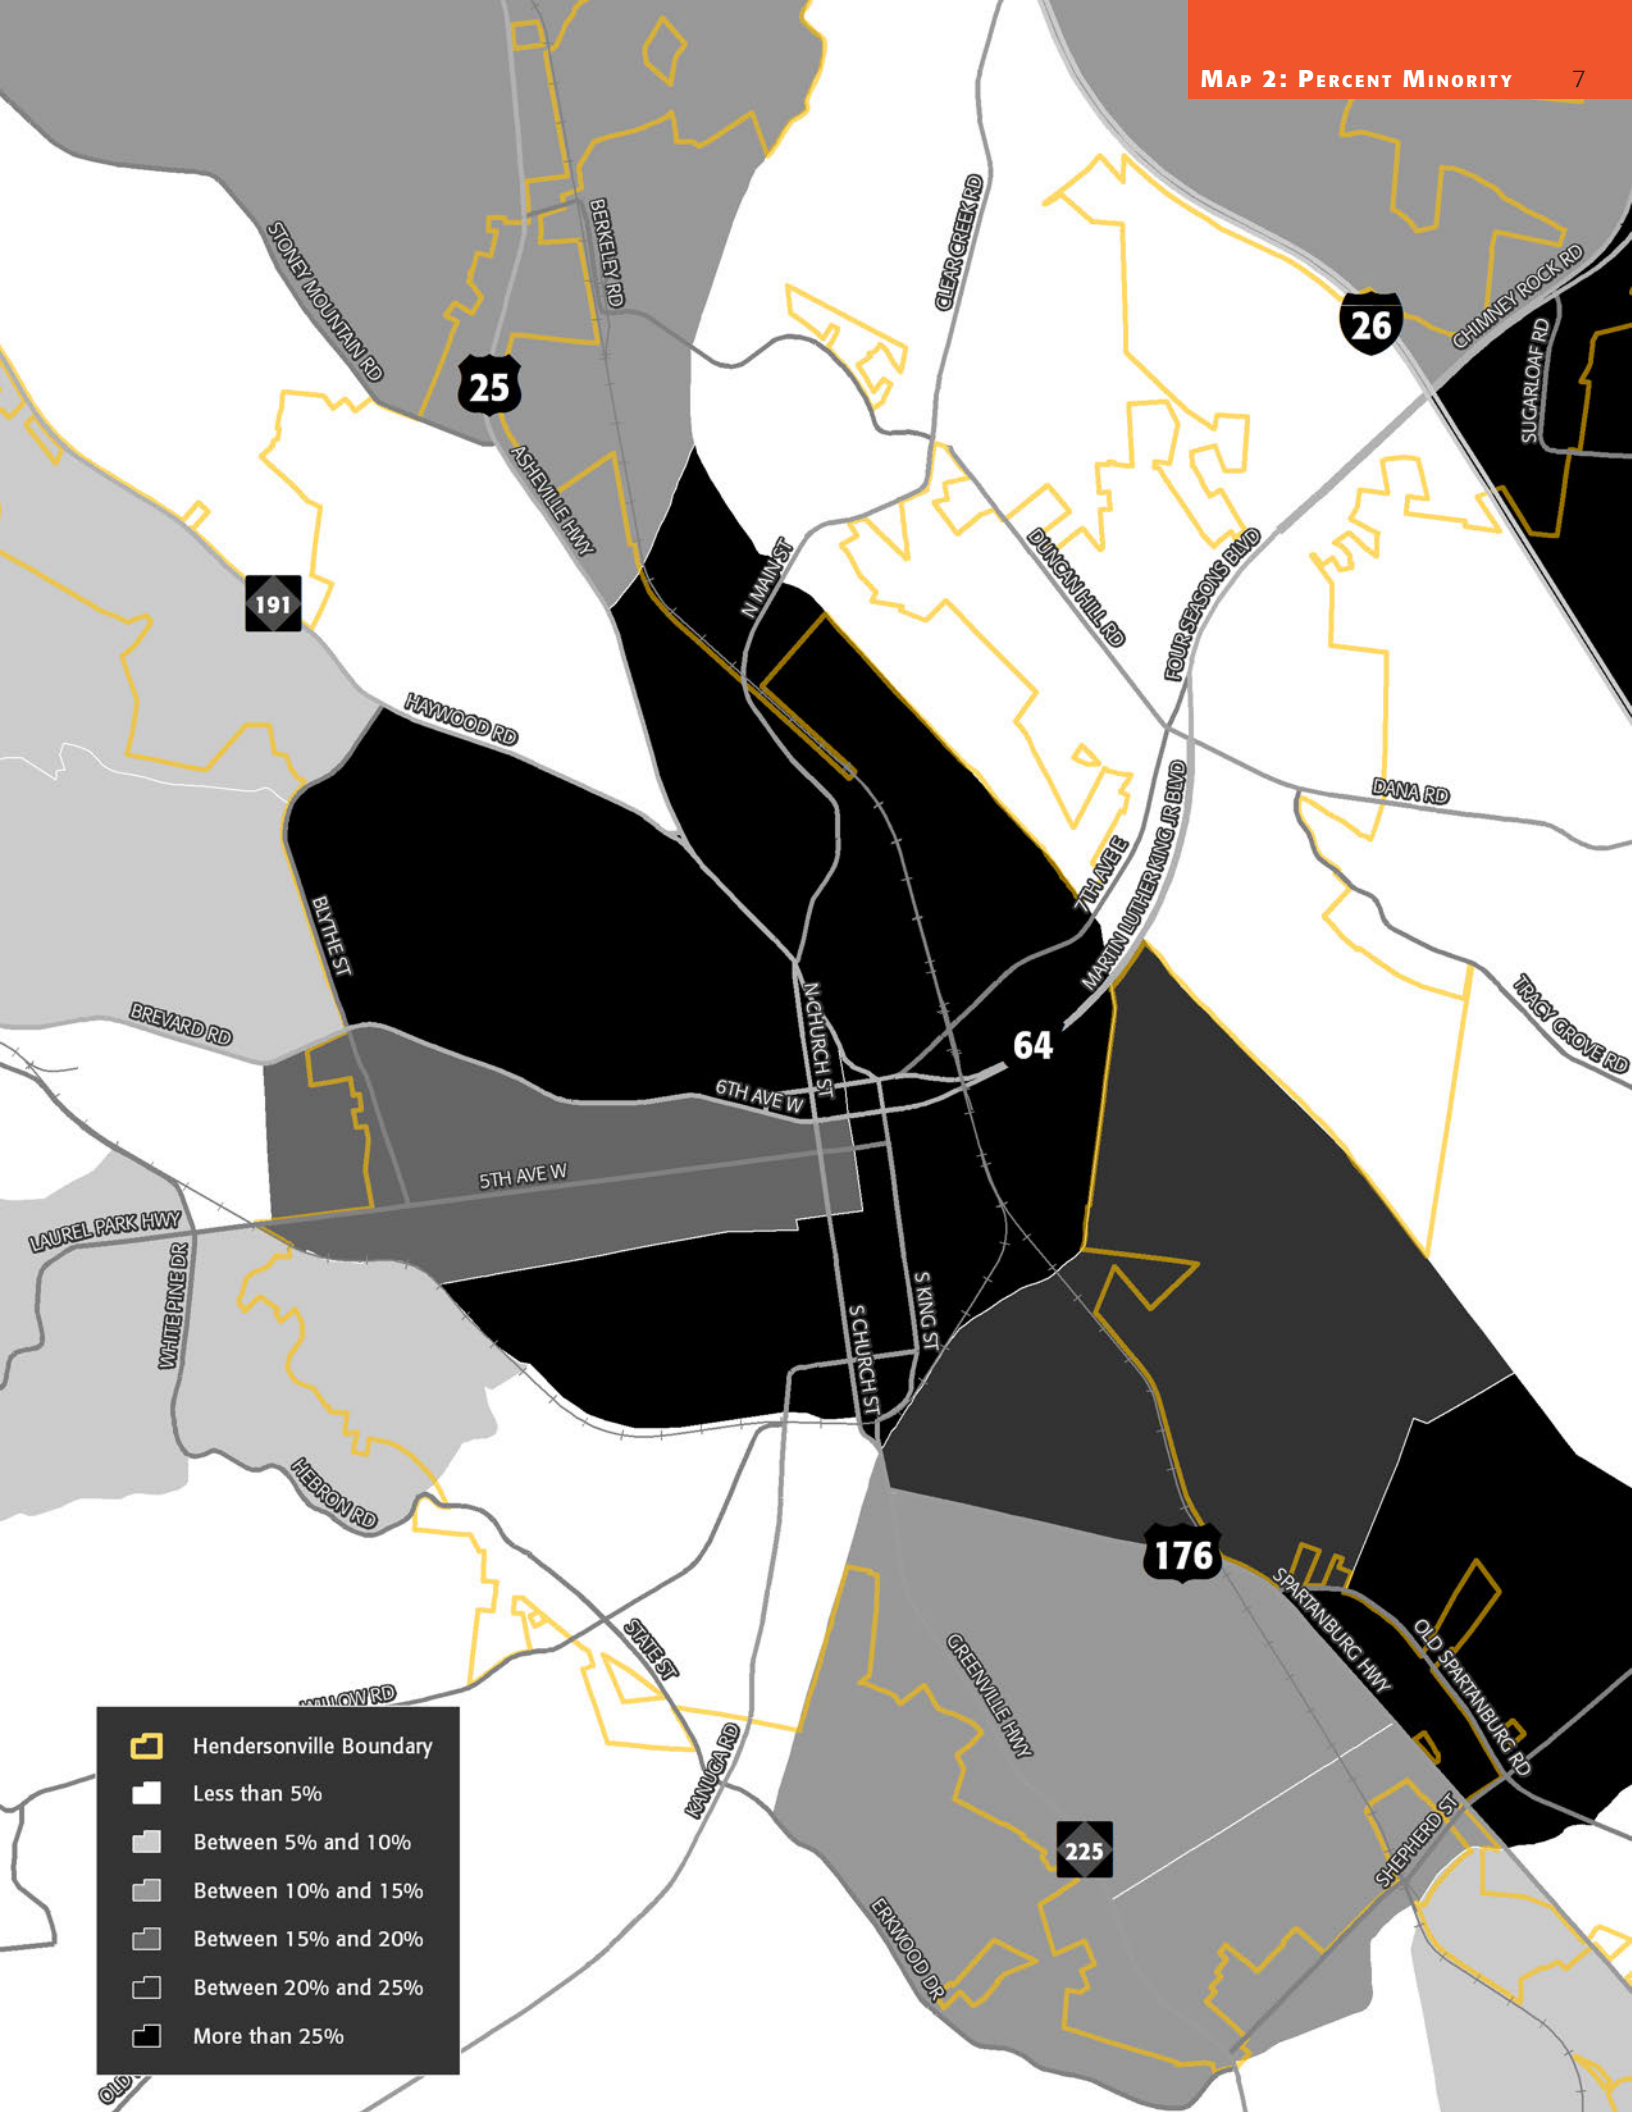 MAP 2: PERCENT MINORITY 7
STONEY MOUNTAIN RD
BERKELEY RD
CLEAR CREEK RD
26
CHIMNEY ROCK RD
SUGARLOAF RD
25
ASHEVILLE HWY
N MAIN ST
DUNCAN HILL RD
FOUR SEASONS BLVD
191
HAYWOOD RD
DANA RD
7TH AVE E
MARTIN LUTHER KING JR BLVD
BLYTHE ST
BREVARD RD
N CHURCH ST
64
TRACY GROVE RD
6TH AVE W
5TH AVE W
LAUREL PARK HWY
WHITE PINE DR
S KING ST
S CHURCH ST
HEBRON RD
176
SPARTANBURG HWY
OLD SPARTANBURG RD
STATE ST
GREENVILLE HWY
KANUGA RD
225
SHEPHERD ST
ERKWOOD DR
Hendersonville Boundary
Less than 5%
Between 5% and 10%
Between 10% and 15%
Between 15% and 20%
Between 20% and 25%
More than 25%
OLD